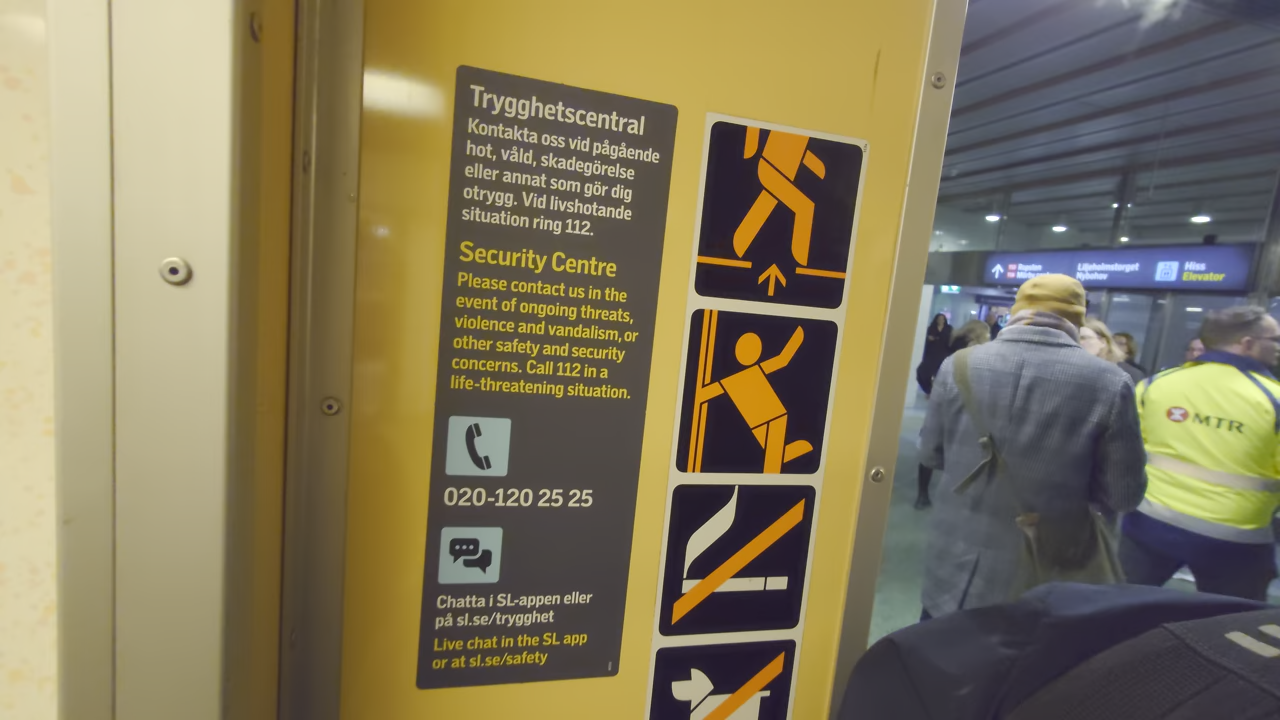 Trygghetscentral
Kontakta oss vid pågående
hot, våld, skadegörelse
eller annat som gör dig
otrygg. Vid livshotande
situation ring 112.
Security Centre
Please contact us in the
event of ongoing threats,
violence and vandalism, or
other safety and security
concerns. Call 112 in a
life-threatening situation.
020-120 25 25
Chatta i SL-appen eller
på sl.se/trygghet
Live chat in the SL app
or at sl.se/safety
Ropsten
Liljeholmstorget
Nybohov
Hiss
Elevator
MTR